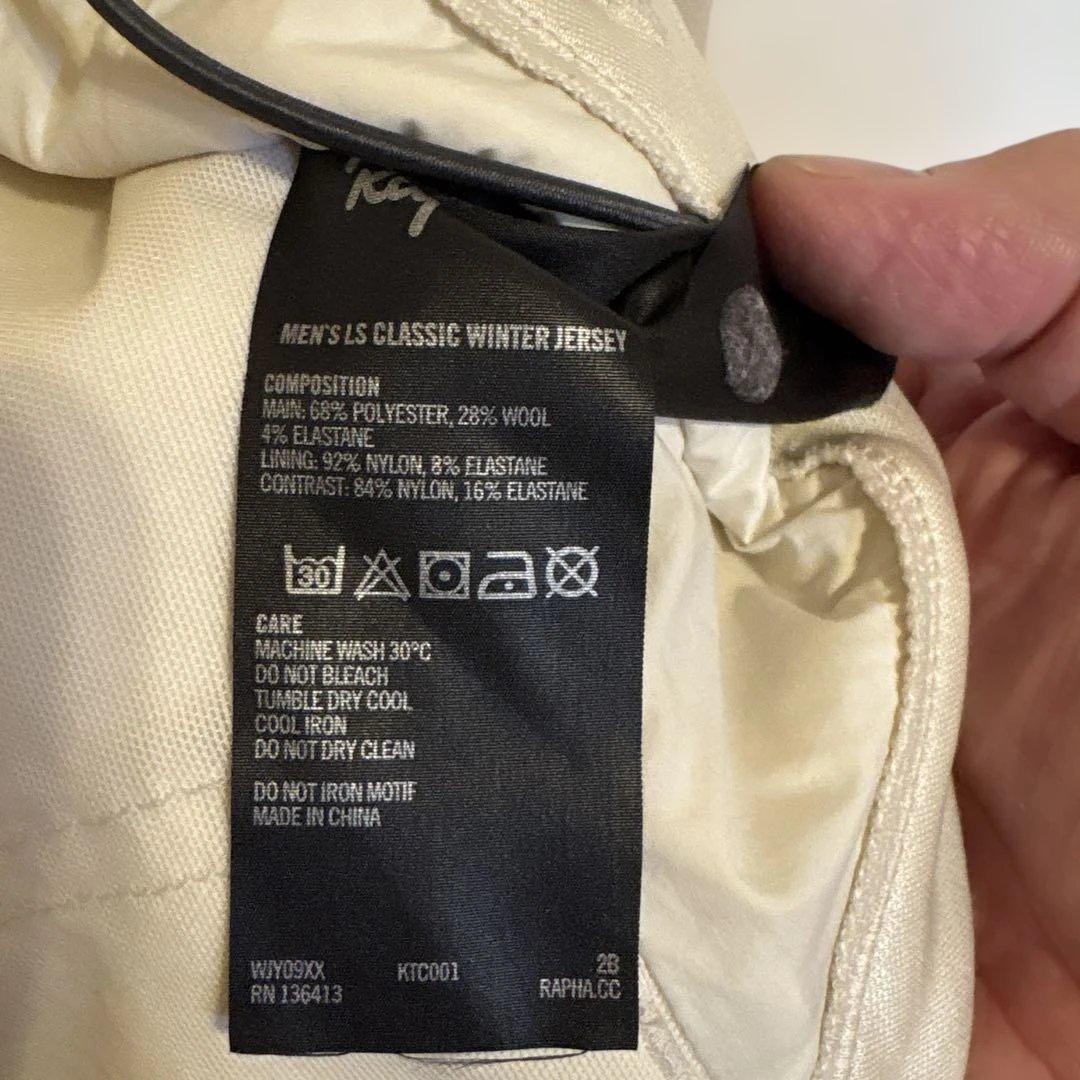 MEN'S LS CLASSIC WINTER JERSEY
COMPOSITION
MAIN: 68% POLYESTER, 28% WOOL
4% ELASTANE
LINING: 92% NYLON, 8% ELASTANE
CONTRAST: 84% NYLON, 16% ELASTANE
30
CARE
MACHINE WASH 30°C
DO NOT BLEACH
TUMBLE DRY COOL
COOL IRON
DO NOT DRY CLEAN
DO NOT IRON MOTIF
MADE IN CHINA
WJY09XX KTC001 2B
RN 136413 RAPHA.CC